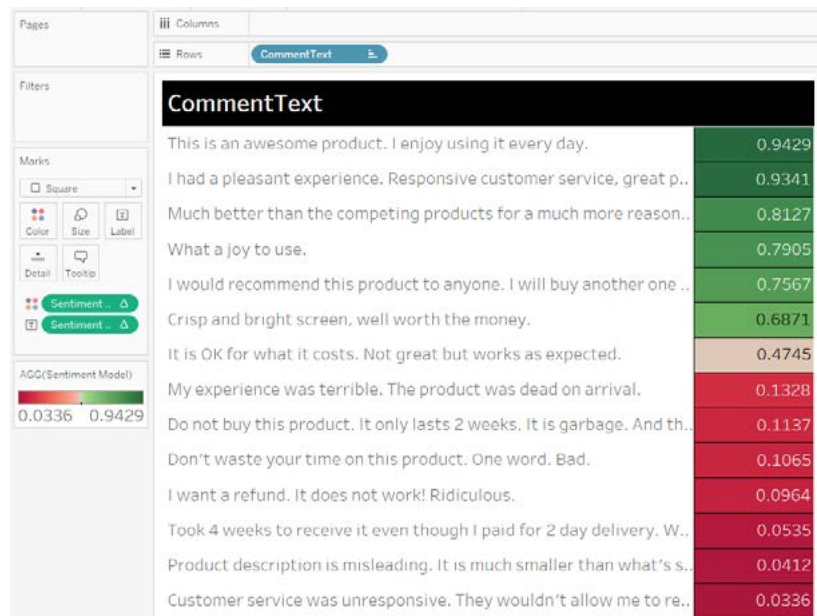 Pages
Columns
Rows
CommentText
Filters
CommentText
This is an awesome product. I enjoy using it every day. 0.9429
I had a pleasant experience. Responsive customer service, great p.. 0.9341
Much better than the competing products for a much more reason.. 0.8127
What a joy to use. 0.7905
I would recommend this product to anyone. I will buy another one .. 0.7567
Crisp and bright screen, well worth the money. 0.6871
It is OK for what it costs. Not great but works as expected. 0.4745
My experience was terrible. The product was dead on arrival. 0.1328
Do not buy this product. It only lasts 2 weeks. It is garbage. And th.. 0.1137
Don't waste your time on this product. One word. Bad. 0.1065
I want a refund. It does not work! Ridiculous. 0.0964
Took 4 weeks to receive it even though I paid for 2 day delivery. W.. 0.0535
Product description is misleading. It is much smaller than what's s.. 0.0412
Customer service was unresponsive. They wouldn't allow me to re.. 0.0336
Marks
Square
Color Size Label
Detail Tooltip
Sentiment .. Δ
Sentiment .. Δ
AGG(Sentiment Model)
0.0336 0.9429